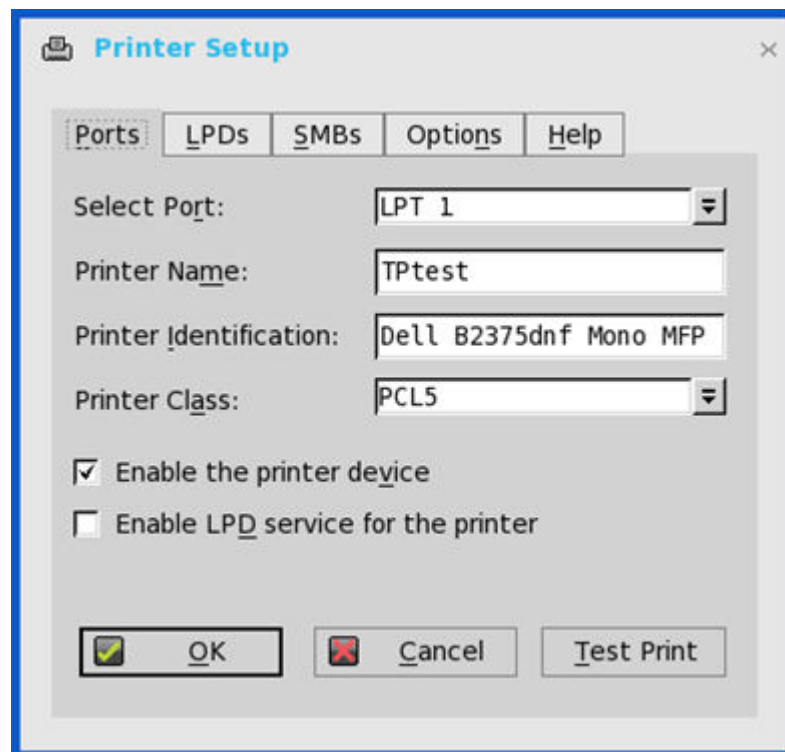 Printer Setup
Ports LPDs SMBs Options Help
Select Port: LPT 1
Printer Name: TPtest
Printer Identification: Dell B2375dnf Mono MFP
Printer Class: PCL5
Enable the printer device
Enable LPD service for the printer
OK Cancel Test Print